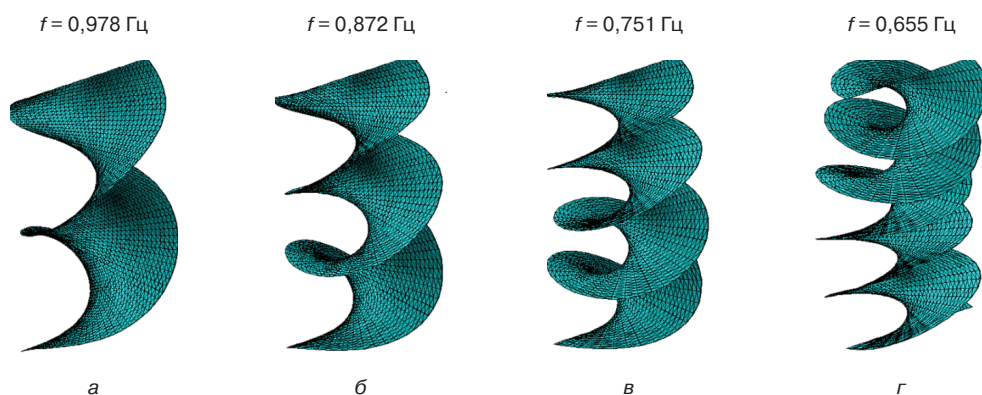 f = 0,978 Гц f = 0,872 Гц f = 0,751 Гц f = 0,655 Гц
а б в г